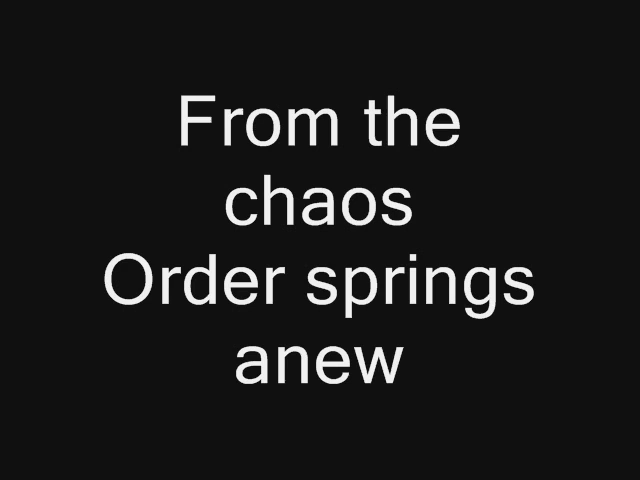 From the
chaos
Order springs
anew